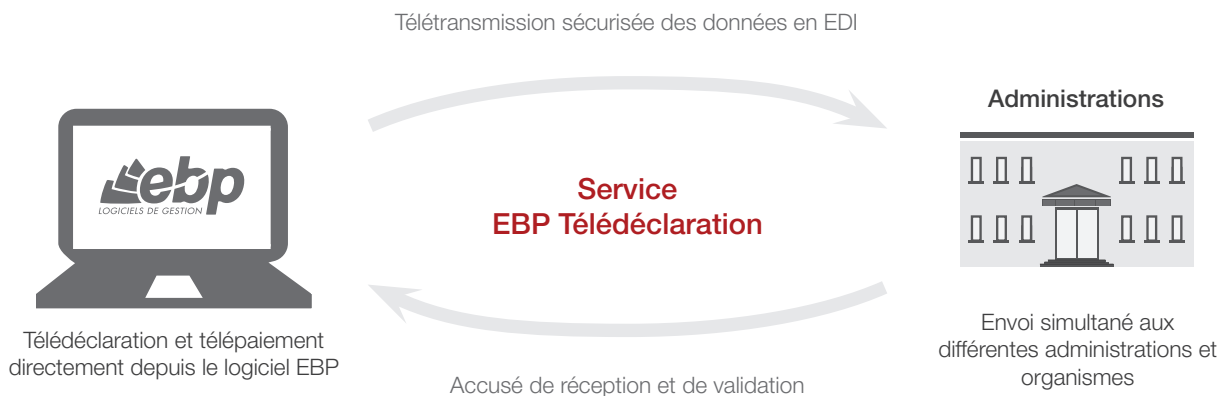 Télétransmission sécurisée des données en EDI
Administrations
ebp
LOGICIELS DE GESTION
Service
EBP Télédéclaration
Télédéclaration et télépaiement
directement depuis le logiciel EBP
Envoi simultané aux
différentes administrations et
organismes
Accusé de réception et de validation